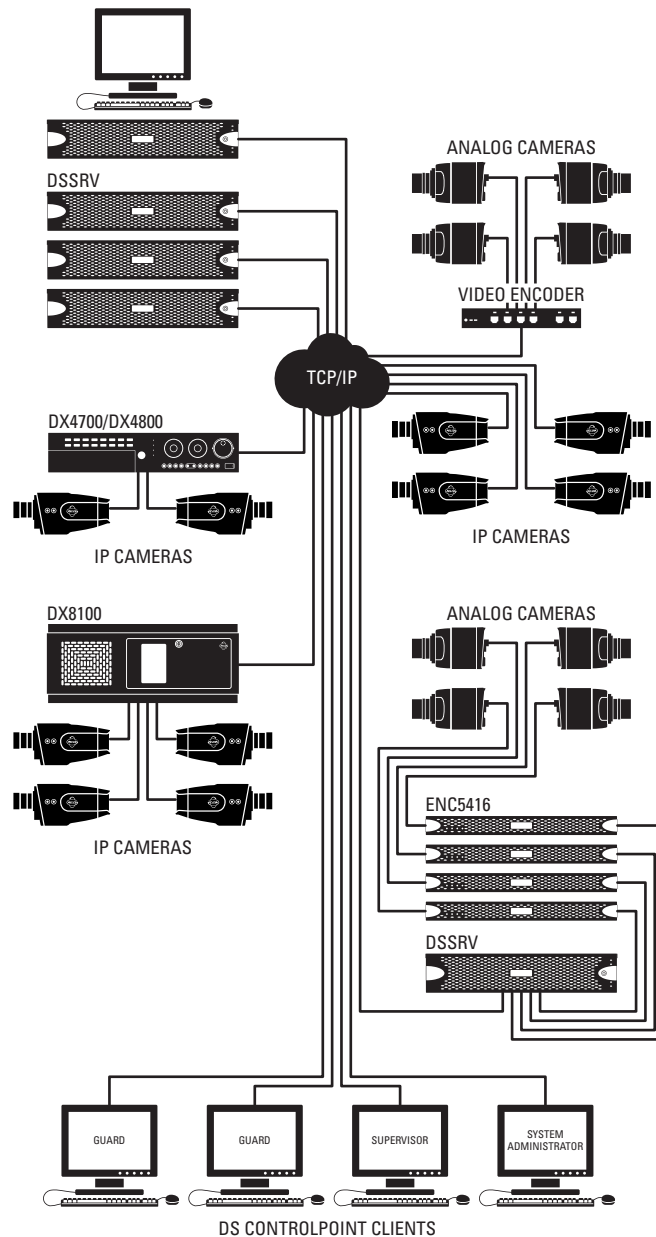 DSSRV
ANALOG CAMERAS
VIDEO ENCODER
TCP/IP
DX4700/DX4800
IP CAMERAS
IP CAMERAS
DX8100
IP CAMERAS
ANALOG CAMERAS
ENC5416
DSSRV
GUARD
GUARD
SUPERVISOR
SYSTEM
ADMINISTRATOR
DS CONTROLPOINT CLIENTS